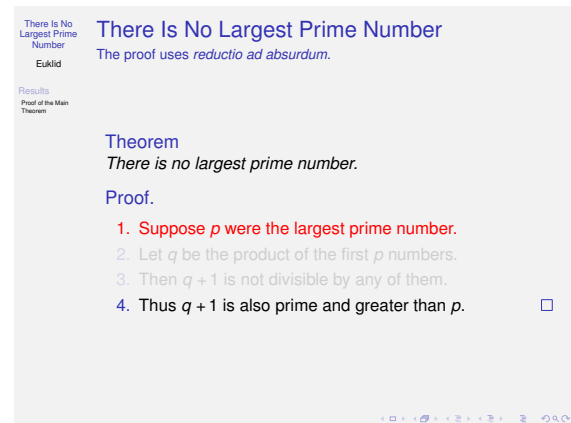 There Is No
Largest Prime
Number
Euklid
Results
Proof of the Main
Theorem
There Is No Largest Prime Number
The proof uses reductio ad absurdum.
Theorem
There is no largest prime number.
Proof.
1. Suppose p were the largest prime number.
2. Let q be the product of the first p numbers.
3. Then q + 1 is not divisible by any of them.
4. Thus q + 1 is also prime and greater than p.